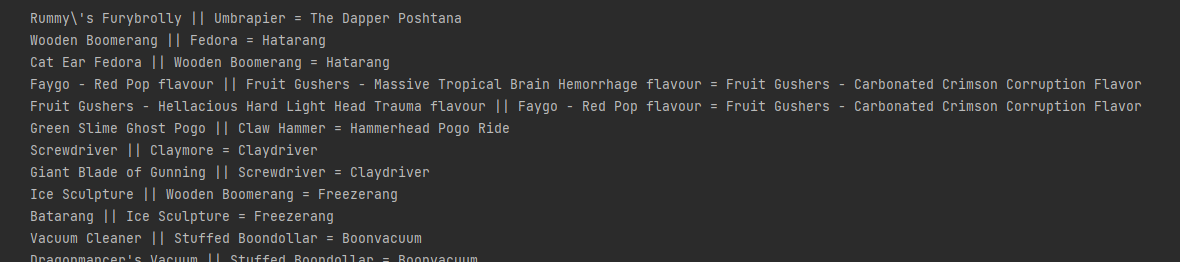 Rummy\'s Furybrolly || Umbrapier = The Dapper Poshtana
Wooden Boomerang || Fedora = Hatarang
Cat Ear Fedora || Wooden Boomerang = Hatarang
Faygo - Red Pop flavour || Fruit Gushers - Massive Tropical Brain Hemorrhage flavour = Fruit Gushers - Carbonated Crimson Corruption Flavor
Fruit Gushers - Hellacious Hard Light Head Trauma flavour || Faygo - Red Pop flavour = Fruit Gushers - Carbonated Crimson Corruption Flavor
Green Slime Ghost Pogo || Claw Hammer = Hammerhead Pogo Ride
Screwdriver || Claymore = Claydriver
Giant Blade of Gunning || Screwdriver = Claydriver
Ice Sculpture || Wooden Boomerang = Freezerang
Batarang || Ice Sculpture = Freezerang
Vacuum Cleaner || Stuffed Boondollar = Boonvacuum
Dragonmancer's Vacuum || Stuffed Boondollar = Boonvacuum